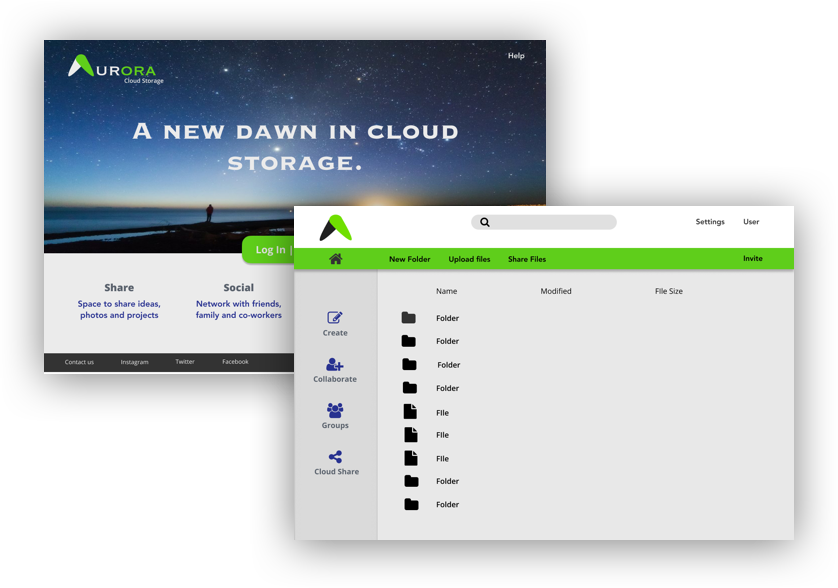 AURORA
Cloud Storage
Help
A NEW DAWN IN CLOUD
STORAGE.
Log In |
Share
Social
Space to share ideas,
photos and projects
Network with friends,
family and co-workers
Contact us Instagram Twitter Facebook
Settings User
New Folder Upload files Share Files Invite
Name Modified FIle Size
Create
Collaborate
Groups
Cloud Share
Folder
Folder
Folder
Folder
FIle
FIle
FIle
Folder
Folder